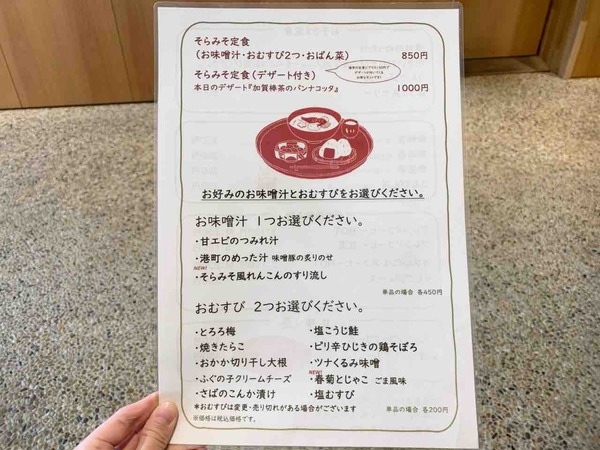 そらみそ定食
(お味噌汁・おむすび2つ・おばん菜) 850円
そらみそ定食(デザート付き)
本日のデザート『加賀棒茶のパンナコッタ』 1000円
お好みのお味噌汁とおむすびをお選びください。
お味噌汁 1つお選びください。
・甘エビのつみれ汁
・港町のめった汁 味噌豚の炙りのせ
NEW!
・そらみそ風れんこんのすり流し
単品の場合 各450円
おむすび 2つお選びください。
・とろろ梅
・焼きたらこ
・おかか切り干し大根
・ふぐの子クリームチーズ
・さばのこんか漬け
・塩こうじ鮭
・ピリ辛ひじきの鶏そぼろ
・ツナくるみ味噌
NEW!
・春菊とじゃこ ごま風味
・塩むすび
*おむすびは変更・売り切れがある場合がございます
単品の場合 各200円
※価格は税込価格です。